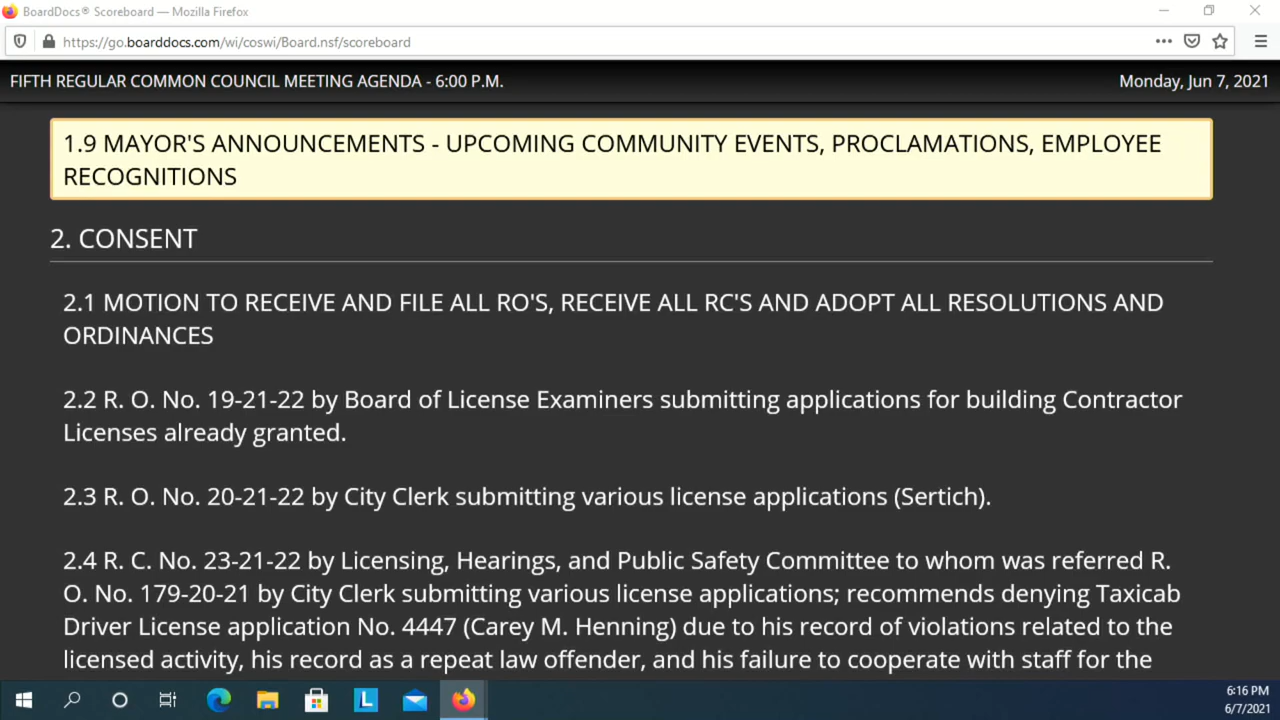 BoardDocs® Scoreboard — Mozilla Firefox
https://go.boarddocs.com/wi/coswi/Board.nsf/scoreboard
FIFTH REGULAR COMMON COUNCIL MEETING AGENDA - 6:00 P.M.
Monday, Jun 7, 2021
1.9 MAYOR'S ANNOUNCEMENTS - UPCOMING COMMUNITY EVENTS, PROCLAMATIONS, EMPLOYEE
RECOGNITIONS
2. CONSENT
2.1 MOTION TO RECEIVE AND FILE ALL RO'S, RECEIVE ALL RC'S AND ADOPT ALL RESOLUTIONS AND
ORDINANCES
2.2 R. O. No. 19-21-22 by Board of License Examiners submitting applications for building Contractor
Licenses already granted.
2.3 R. O. No. 20-21-22 by City Clerk submitting various license applications (Sertich).
2.4 R. C. No. 23-21-22 by Licensing, Hearings, and Public Safety Committee to whom was referred R.
O. No. 179-20-21 by City Clerk submitting various license applications; recommends denying Taxicab
Driver License application No. 4447 (Carey M. Henning) due to his record of violations related to the
licensed activity, his record as a repeat law offender, and his failure to cooperate with staff for the
L
6:16 PM
6/7/2021